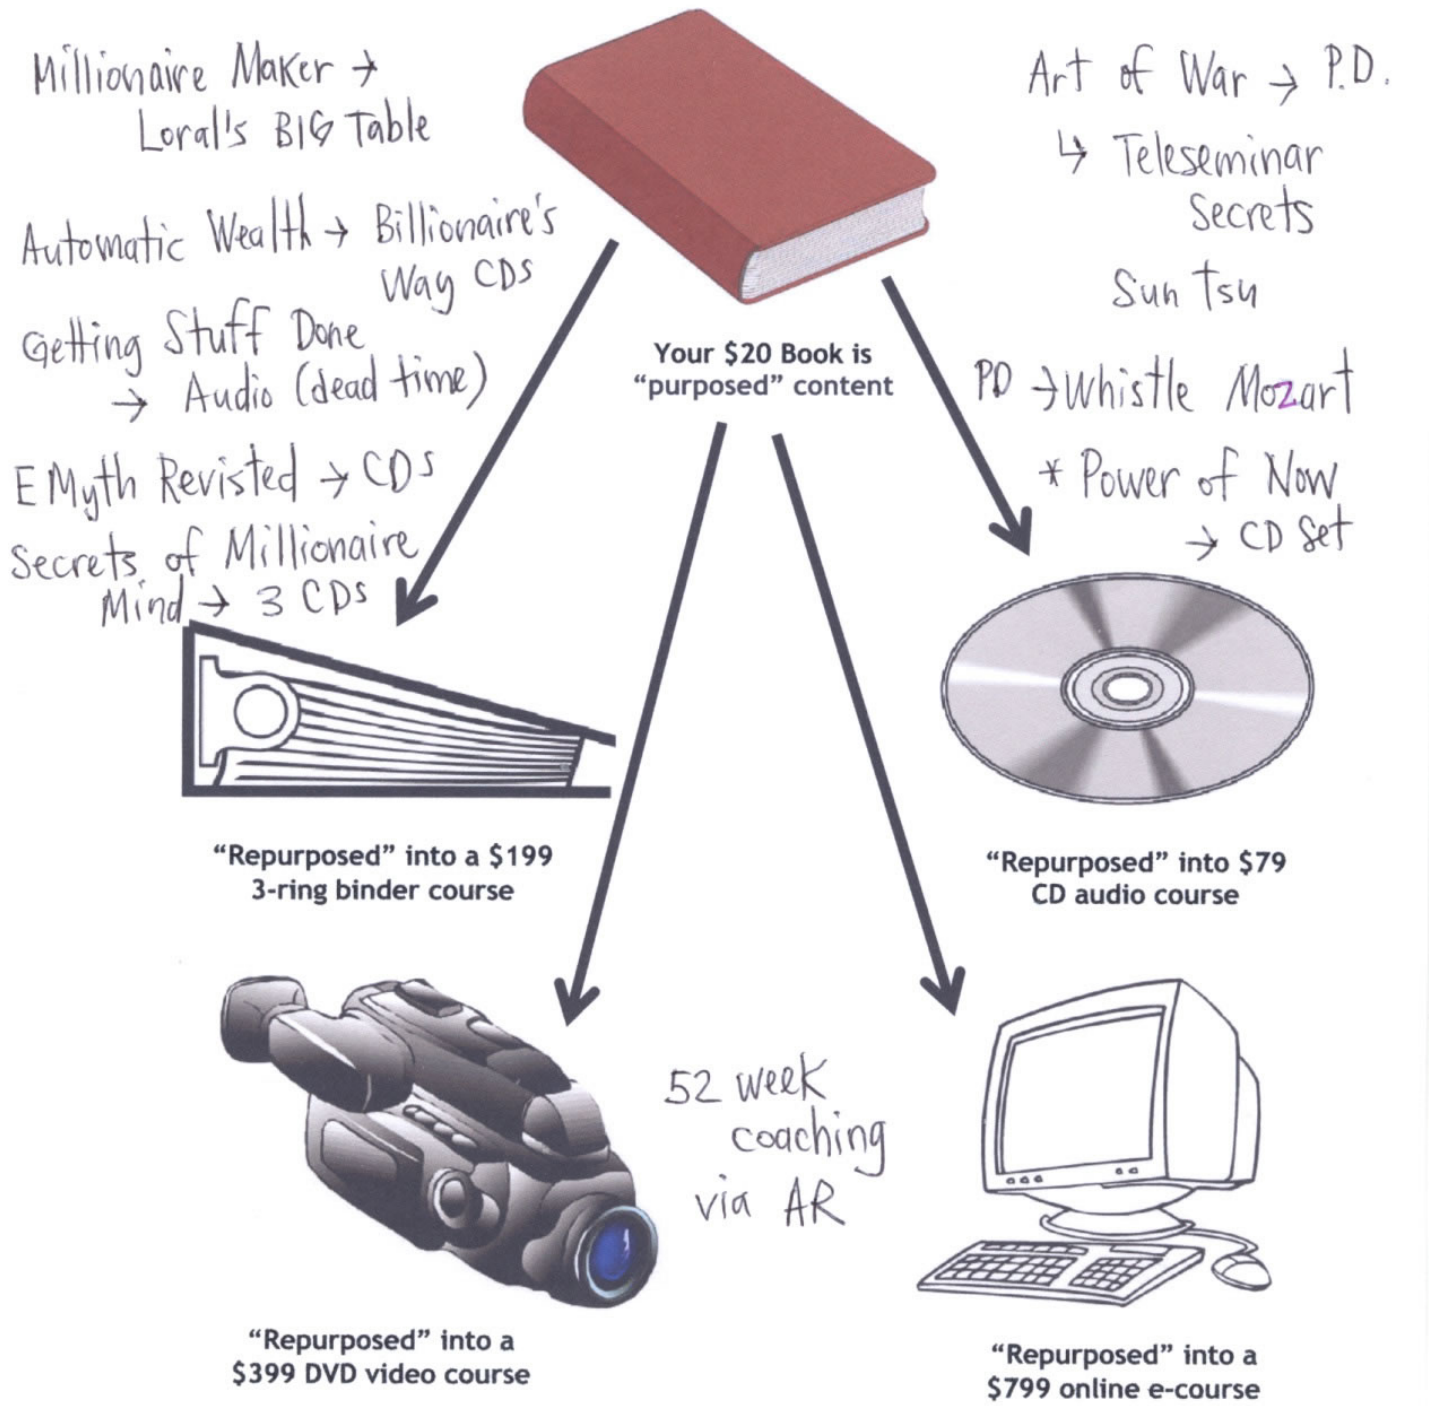 Millionaire Maker →
Loral's BIG Table
Automatic Wealth → Billionaire's
Way CDs
Getting Stuff Done
→ Audio (dead time)
E Myth Revisted → CDs
Secrets of Millionaire
Mind → 3 CDs
Art of War → P.D.
↳ Teleseminar
Secrets
Sun Tsu
PD → Whistle Mozart
* Power of Now
→ CD Set
Your $20 Book is
“purposed” content
“Repurposed” into a $199
3-ring binder course
“Repurposed” into $79
CD audio course
52 week
coaching
via AR
“Repurposed” into a
$399 DVD video course
“Repurposed” into a
$799 online e-course